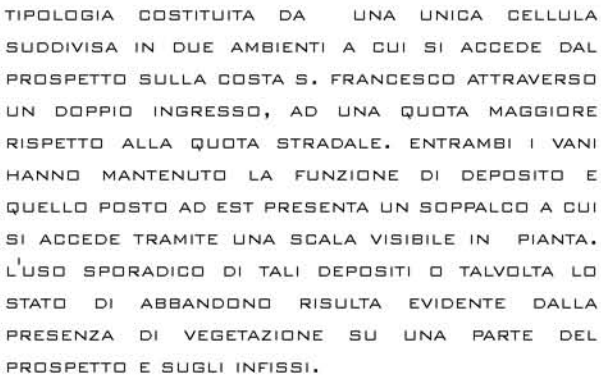 TIPOLOGIA COSTITUITA DA UNA UNICA CELLULA
SUDDIVISA IN DUE AMBIENTI A CUI SI ACCEDE DAL
PROSPETTO SULLA COSTA S. FRANCESCO ATTRAVERSO
UN DOPPIO INGRESSO, AD UNA QUOTA MAGGIORE
RISPETTO ALLA QUOTA STRADALE. ENTRAMBI I VANI
HANNO MANTENUTO LA FUNZIONE DI DEPOSITO E
QUELLO POSTO AD EST PRESENTA UN SOPPALCO A CUI
SI ACCEDE TRAMITE UNA SCALA VISIBILE IN PIANTA.
L'USO SPORADICO DI TALI DEPOSITI O TALVOLTA LO
STATO DI ABBANDONO RISULTA EVIDENTE DALLA
PRESENZA DI VEGETAZIONE SU UNA PARTE DEL
PROSPETTO E SUGLI INFISSI.